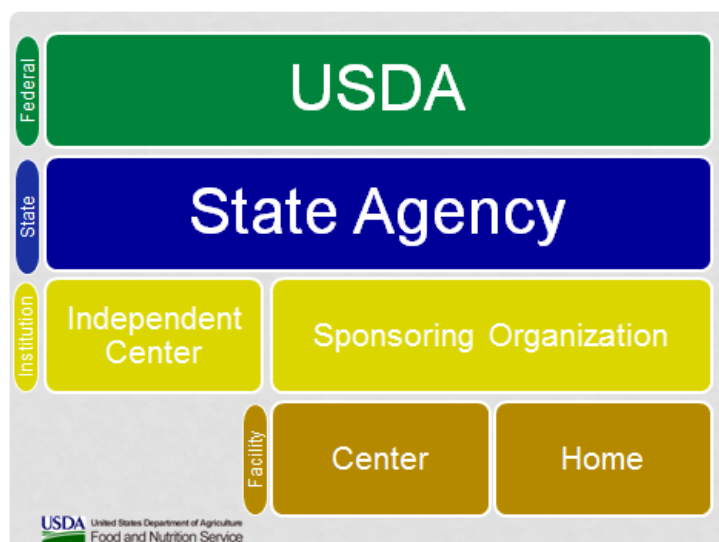 Federal
USDA
State
State Agency
Institution
Independent
Center
Sponsoring Organization
Facility
Center
Home
USDA United States Department of Agriculture
Food and Nutrition Service